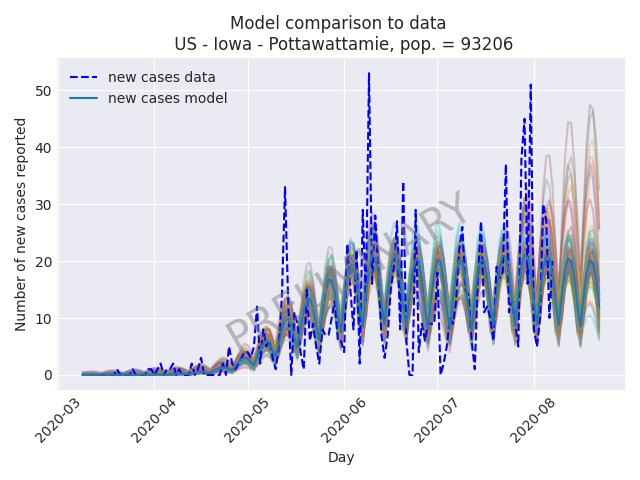 Model comparison to data
US - Iowa - Pottawattamie, pop. = 93206
new cases data
new cases model
PRELIMINARY
Number of new cases reported
50
40
30
20
10
0
2020-03
2020-04
2020-05
2020-06
2020-07
2020-08
Day